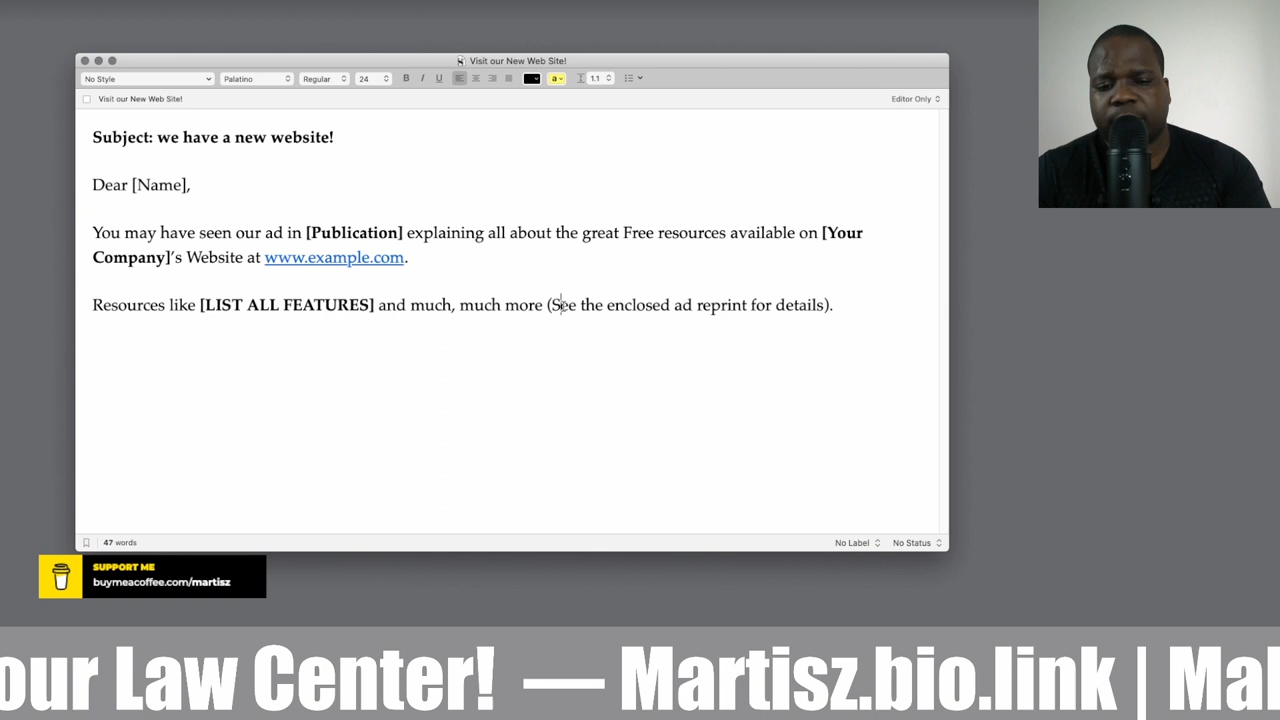 Visit our New Web Site!
No Style Palatino Regular 24 B I U a 1.1
Visit our New Web Site! Editor Only
Subject: we have a new website!
Dear [Name],
You may have seen our ad in [Publication] explaining all about the great Free resources available on [Your
Company]’s Website at www.example.com.
Resources like [LIST ALL FEATURES] and much, much more (See the enclosed ad reprint for details).
47 words No Label No Status
SUPPORT ME
buymeacoffee.com/martisz
our Law Center! — Martisz.bio.link |